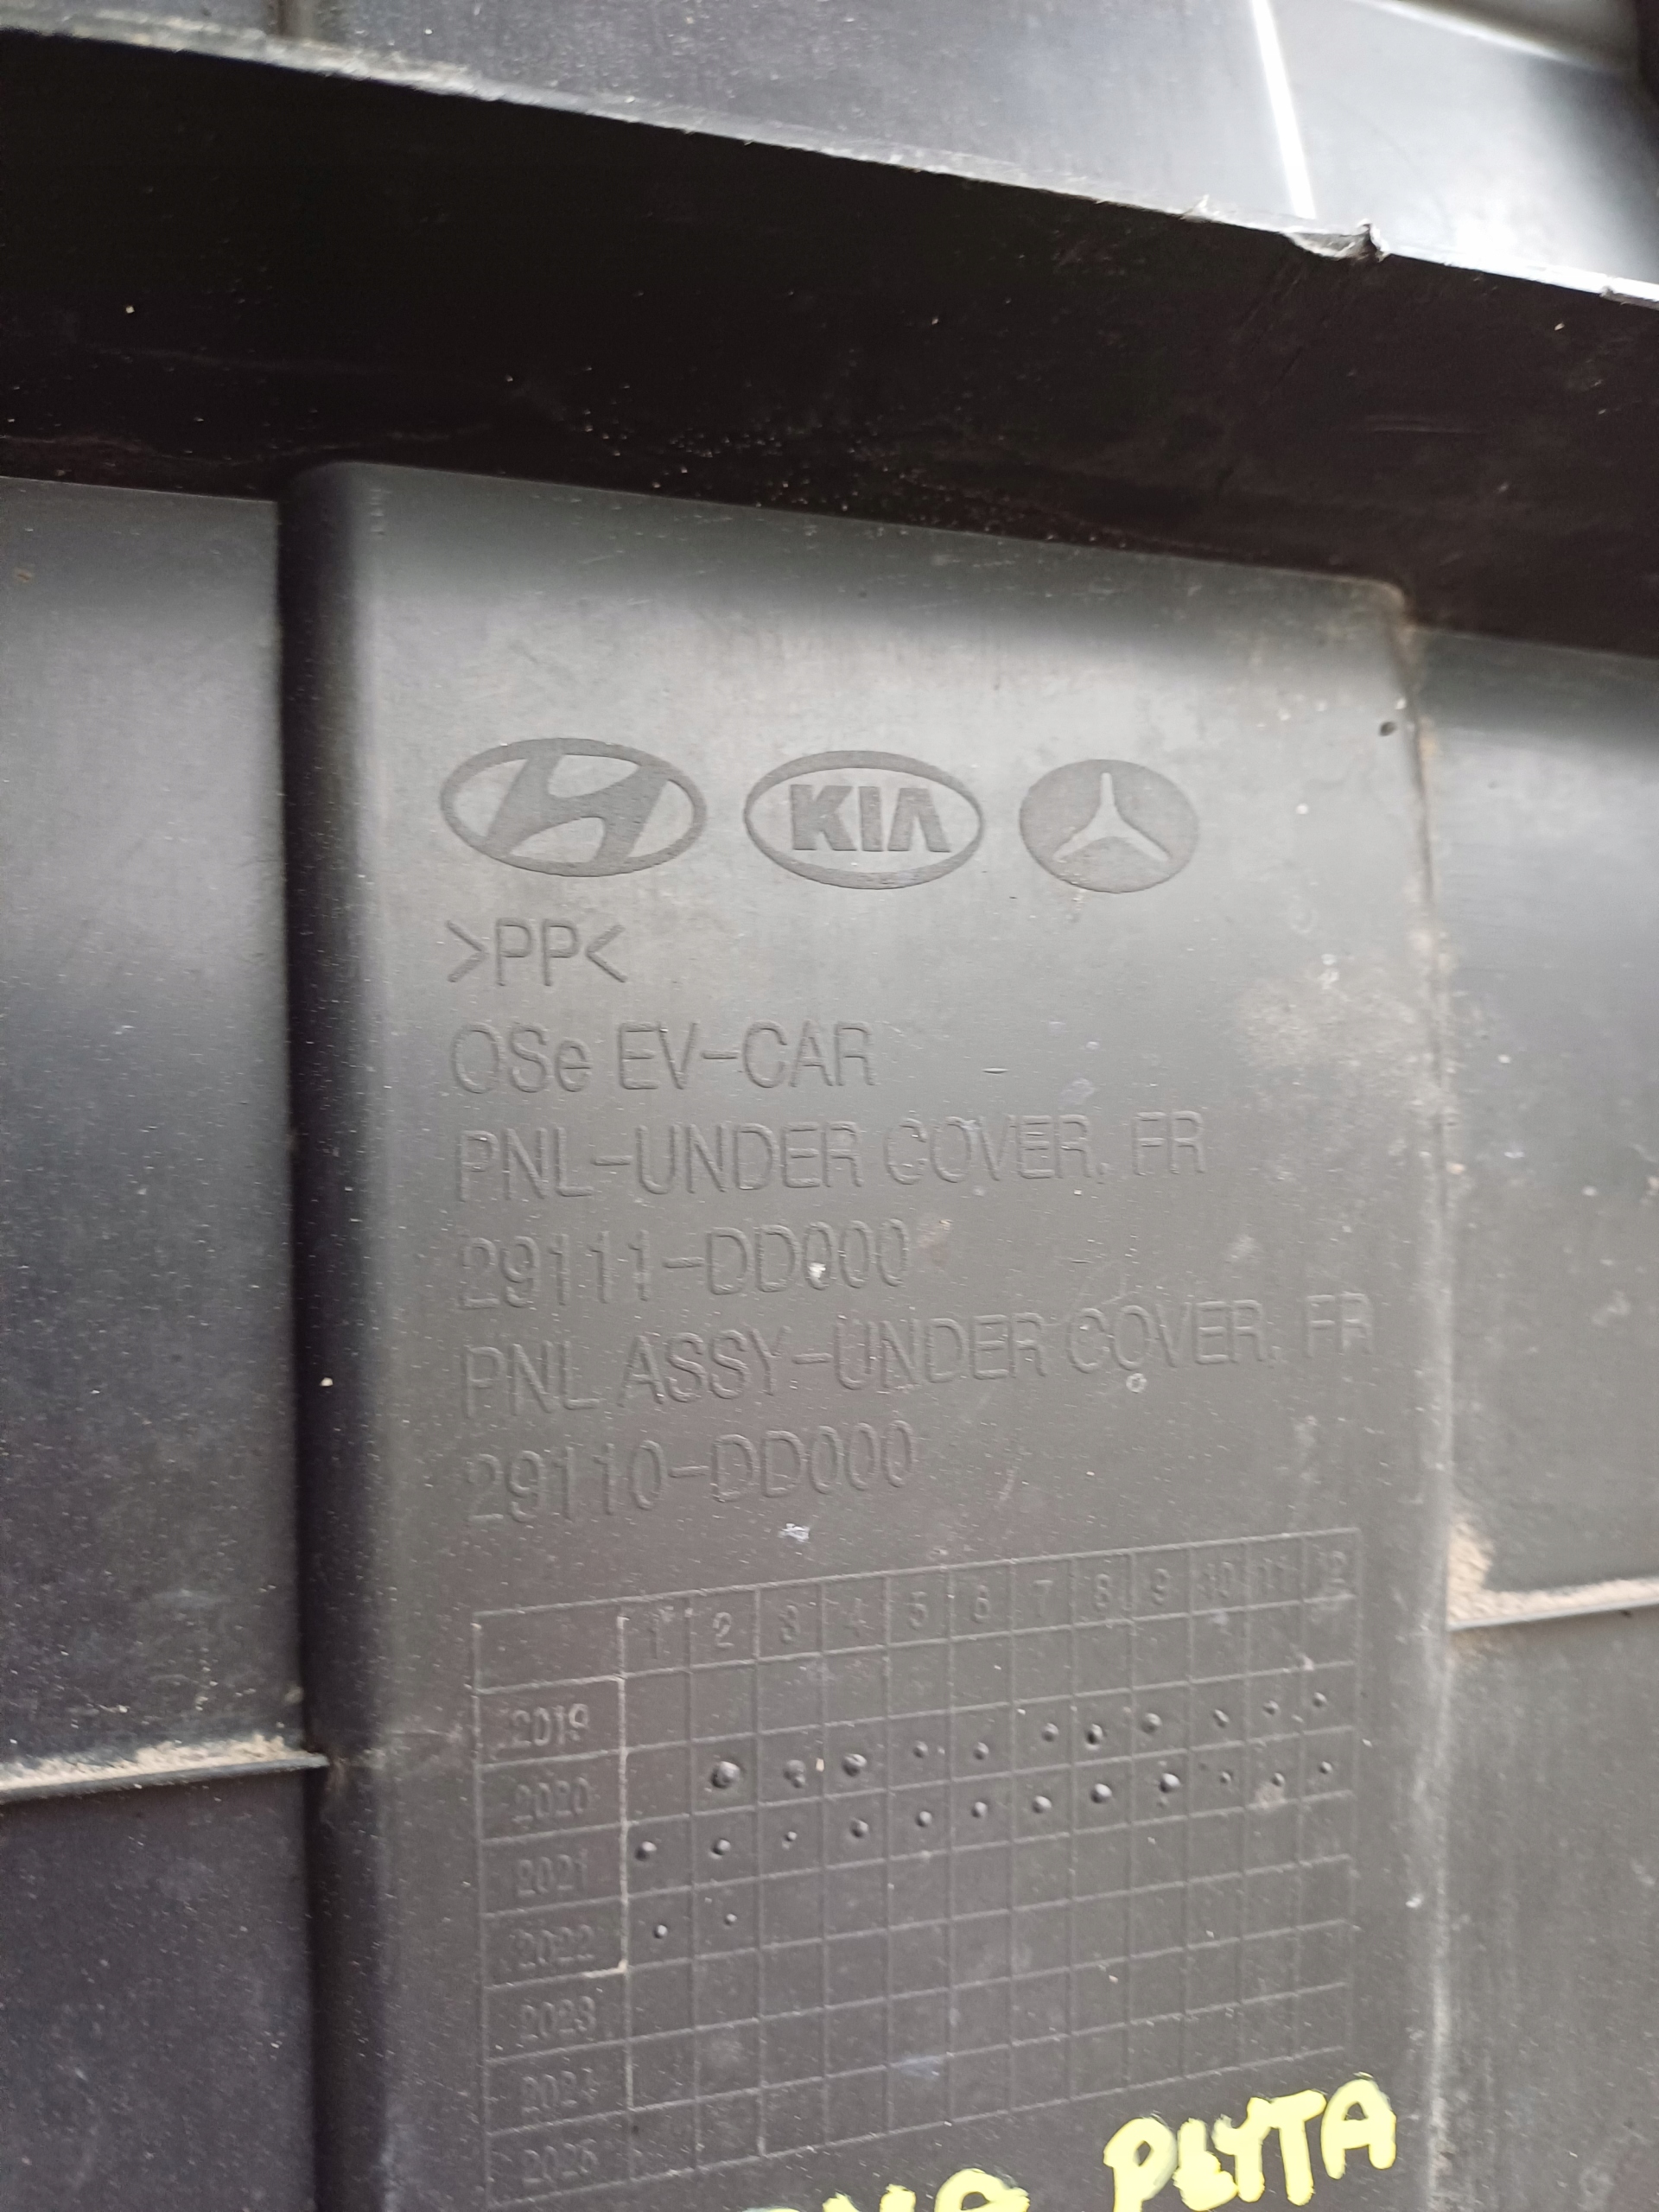 KIA
>PP<
OSe EV-CAR
PNL-UNDER COVER, FR
29111-DD000
PNL ASSY-UNDER COVER, FR
29110-DD000
1 2 3 4 5 6 7 8 9 10 11 12
2019
2020
2021
2022
2023
2024
PŁYTA